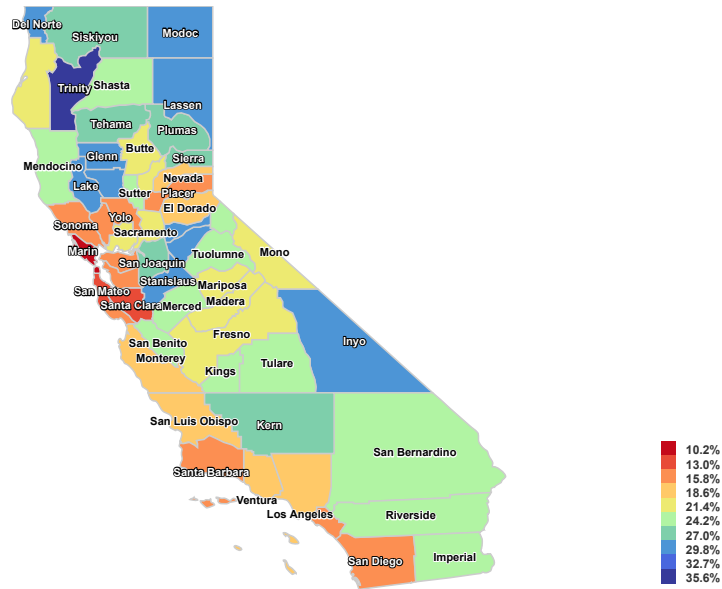 Del Norte
Siskiyou
Modoc
Trinity
Shasta
Lassen
Tehama
Plumas
Butte
Glenn
Sierra
Mendocino
Nevada
Lake
Sutter
Placer
El Dorado
Yolo
Sonoma
Sacramento
Marin
Mono
Tuolumne
San Joaquin
Stanislaus
Mariposa
San Mateo
Madera
Santa Clara
Merced
Fresno
Inyo
San Benito
Monterey
Tulare
Kings
San Luis Obispo
Kern
San Bernardino
Santa Barbara
Ventura
Los Angeles
Riverside
San Diego
Imperial
10.2%
13.0%
15.8%
18.6%
21.4%
24.2%
27.0%
29.8%
32.7%
35.6%